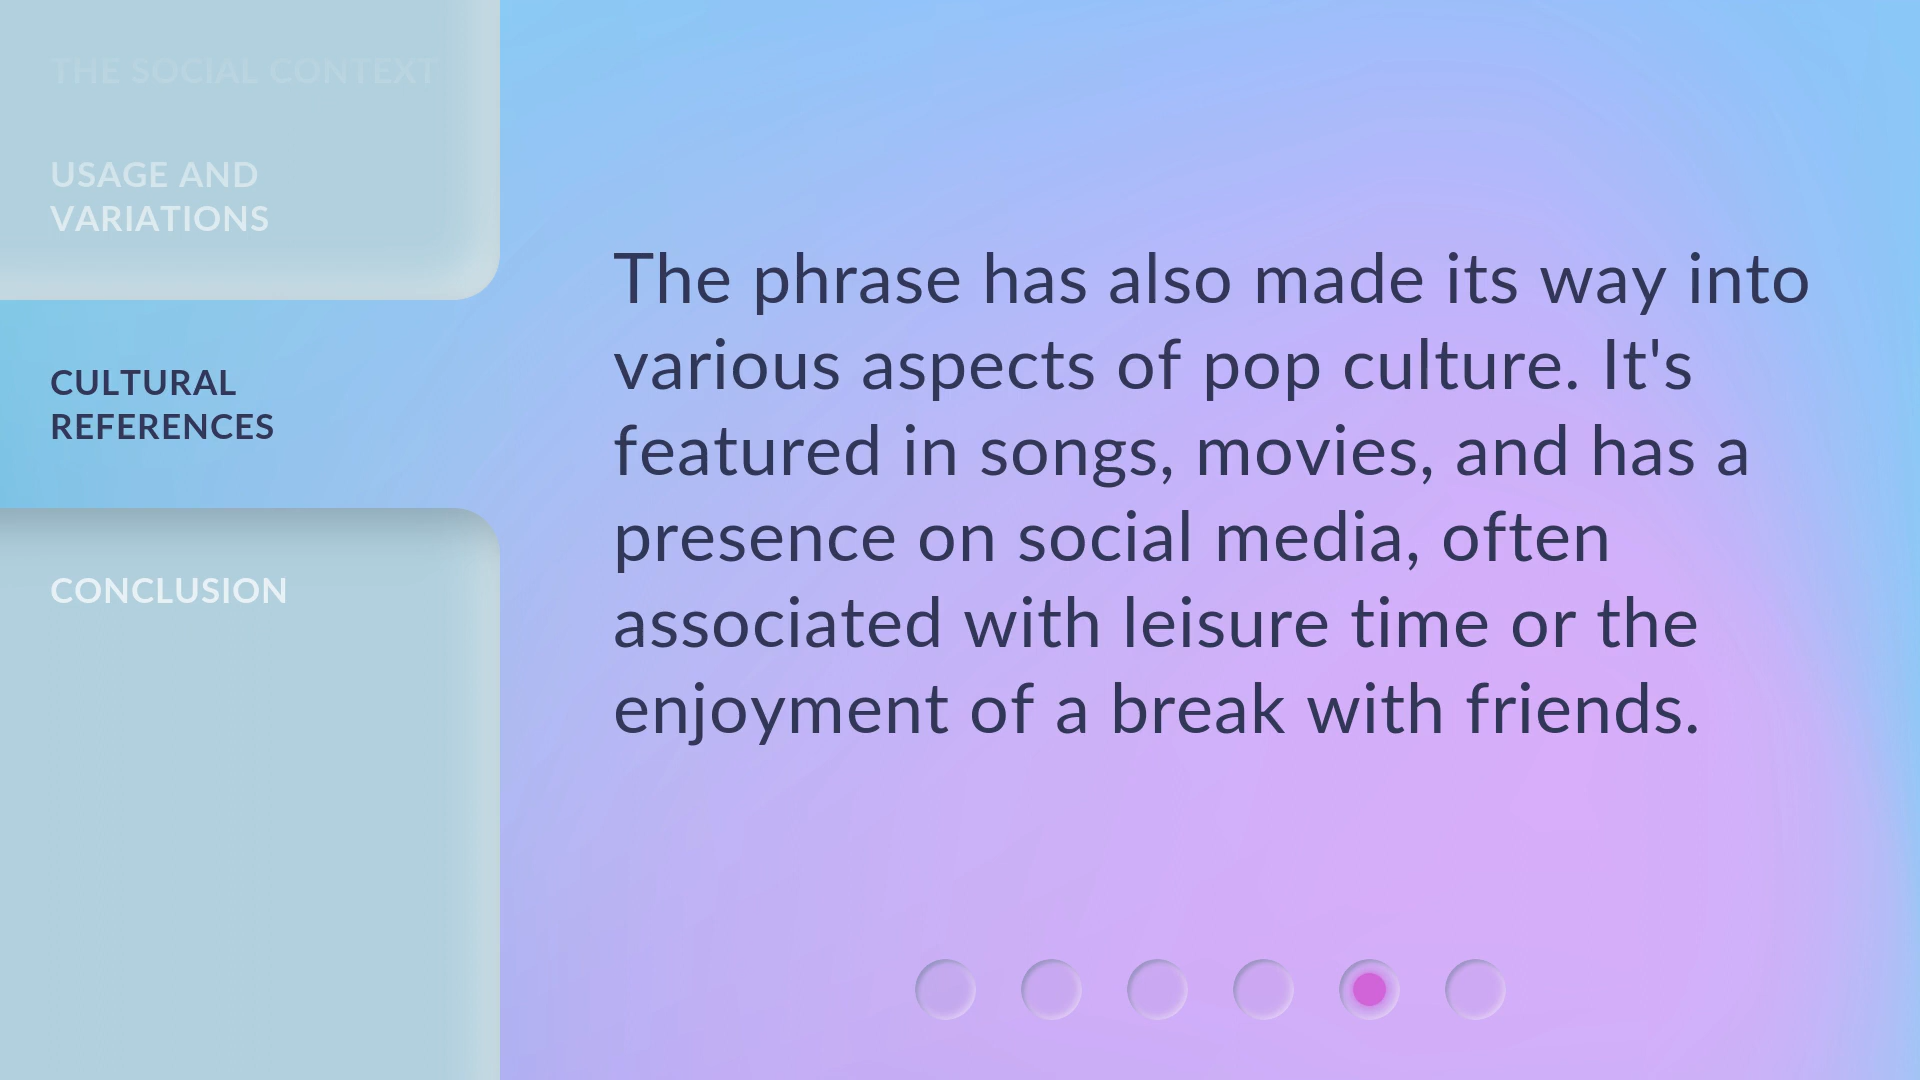 THE SOCIAL CONTEXT
USAGE AND
VARIATIONS
CULTURAL
REFERENCES
CONCLUSION
The phrase has also made its way into
various aspects of pop culture. It's
featured in songs, movies, and has a
presence on social media, often
associated with leisure time or the
enjoyment of a break with friends.